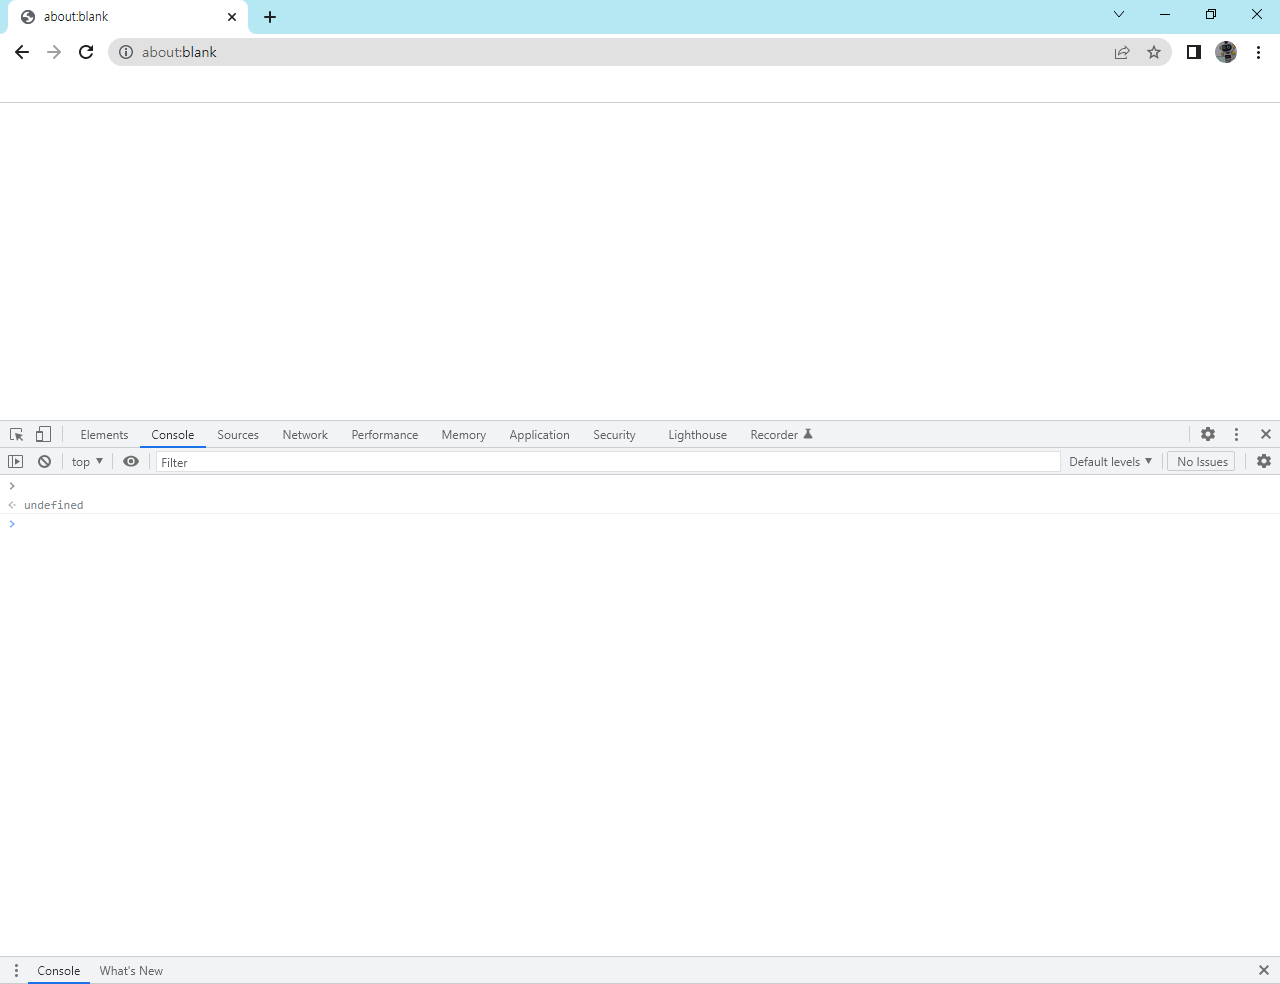 about:blank
about:blank
Elements Console Sources Network Performance Memory Application Security Lighthouse Recorder
top Filter Default levels No Issues
undefined
Console What's New